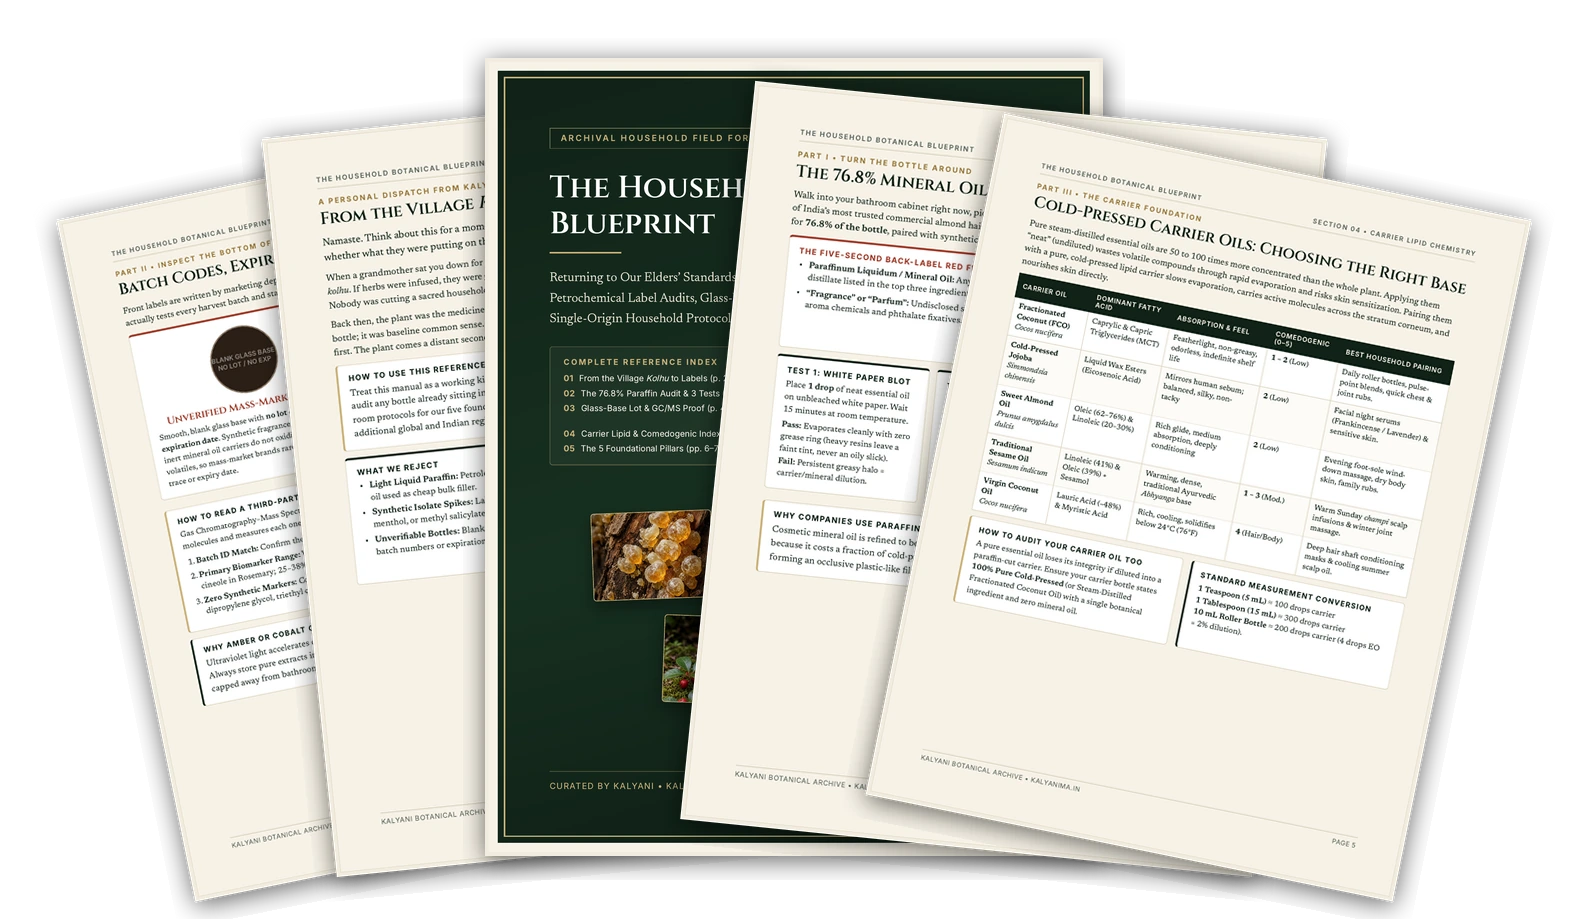 THE HOUSEHOLD BOTANICAL BLUEPRINT
PART II • INSPECT THE BOTTOM OF
BATCH CODES, EXPIR
Front labels are written by marketing dep
actually tests every harvest batch and sta
BLANK GLASS BASE
NO LOT / NO EXP
UNVERIFIED MASS-MARK
Smooth, blank glass base with no lot
expiration date. Synthetic fragrance
inert mineral oil carriers do not oxidi
volatiles, so mass-market brands rar
trace or expiry date.
HOW TO READ A THIRD-PART
Gas Chromatography-Mass Spect
molecules and measures each one
1. Batch ID Match: Confirm the
2. Primary Biomarker Range:
cineole in Rosemary; 25–38%
3. Zero Synthetic Markers: Co
dipropylene glycol, triethyl c
WHY AMBER OR COBALT
Ultraviolet light accelerates
Always store pure extracts i
capped away from bathroom
KALYANI BOTANICAL ARCHIVE
THE HOUSEHOLD BOTANICAL BLUEPRIN
A PERSONAL DISPATCH FROM KALY
FROM THE VILLAGE K
Namaste. Think about this for a mom
whether what they were putting on th
When a grandmother sat you down for
kolhu. If herbs were infused, they were
Nobody was cutting a sacred household
Back then, the plant was the medicine
bottle; it was baseline common sense.
first. The plant comes a distant secon
HOW TO USE THIS REFERENC
Treat this manual as a working ki
audit any bottle already sitting in
room protocols for our five found
additional global and Indian reg
WHAT WE REJECT
• Light Liquid Paraffin: Petrole
oil used as cheap bulk filler.
• Synthetic Isolate Spikes: La
menthol, or methyl salicylate
• Unverifiable Bottles: Blank
batch numbers or expiration
KALYANI BOTANICAL ARCHIV
ARCHIVAL HOUSEHOLD FIELD FOR
THE HOUSEH
BLUEPRINT
Returning to Our Elders’ Standards
Petrochemical Label Audits, Glass-
Single-Origin Household Protocol
COMPLETE REFERENCE INDEX
01 From the Village Kolhu to Labels (p.
02 The 76.8% Paraffin Audit & 3 Tests
03 Glass-Base Lot & GC/MS Proof (p.
04 Carrier Lipid & Comedogenic Index
05 The 5 Foundational Pillars (pp. 6–7
CURATED BY KALYANI • KAL
THE HOUSEHOLD BOTANICAL BLUEPRINT
PART I • TURN THE BOTTLE AROUND
THE 76.8% MINERAL OIL
Walk into your bathroom cabinet right now, pic
of India’s most trusted commercial almond hai
for 76.8% of the bottle, paired with synthetic
THE FIVE-SECOND BACK-LABEL RED F
• Paraffinum Liquidum / Mineral Oil: An
distillate listed in the top three ingredien
• “Fragrance” or “Parfum”: Undisclosed s
aroma chemicals and phthalate fixatives.
TEST 1: WHITE PAPER BLOT
Place 1 drop of neat essential oil
on unbleached white paper. Wait
15 minutes at room temperature.
Pass: Evaporates cleanly with zero
grease ring (heavy resins leave a
faint tint, never an oily slick).
Fail: Persistent greasy halo =
carrier/mineral dilution.
WHY COMPANIES USE PARAFFIN
Cosmetic mineral oil is refined to be
because it costs a fraction of cold-p
forming an occlusive plastic-like fil
KALYANI BOTANICAL ARCHIVE • KAL
THE HOUSEHOLD BOTANICAL BLUEPRINT
SECTION 04 • CARRIER LIPID CHEMISTRY
PART III • THE CARRIER FOUNDATION
COLD-PRESSED CARRIER OILS: CHOOSING THE RIGHT BASE
Pure steam-distilled essential oils are 50 to 100 times more concentrated than the whole plant. Applying them
“neat” (undiluted) wastes volatile compounds through rapid evaporation and risks skin sensitization. Pairing them
with a pure, cold-pressed lipid carrier slows evaporation, carries active molecules across the stratum corneum, and
nourishes skin directly.
CARRIER OIL DOMINANT FATTY ACID ABSORPTION & FEEL COMEDOGENIC (0–5) BEST HOUSEHOLD PAIRING
Fractionated Coconut (FCO) Cocos nucifera Caprylic & Capric Triglycerides (MCT) Featherlight, non-greasy, odorless, indefinite shelf life 1 – 2 (Low) Daily roller bottles, pulse-point blends, quick chest & joint rubs.
Cold-Pressed Jojoba Simmondsia chinensis Liquid Wax Esters (Eicosenoic Acid) Mirrors human sebum; balanced, silky, non-tacky 2 (Low) Facial night serums (Frankincense / Lavender) & sensitive skin.
Sweet Almond Oil Prunus amygdalus dulcis Oleic (62–76%) & Linoleic (20–30%) Rich glide, medium absorption, deeply conditioning 2 (Low) Evening foot-sole wind-down massage, dry body skin, family rubs.
Traditional Sesame Oil Sesamum indicum Linoleic (41%) & Oleic (39%) + Sesamol Warming, dense, traditional Ayurvedic Abhyanga base 1 – 3 (Mod.) Warm Sunday champi scalp infusions & winter joint massage.
Virgin Coconut Oil Cocos nucifera Lauric Acid (~48%) & Myristic Acid Rich, cooling, solidifies below 24°C (76°F) 4 (Hair/Body) Deep hair shaft conditioning masks & cooling summer scalp oil.
HOW TO AUDIT YOUR CARRIER OIL TOO
A pure essential oil loses its integrity if diluted into a
paraffin-cut carrier. Ensure your carrier bottle states
100% Pure Cold-Pressed (or Steam-Distilled
Fractionated Coconut Oil) with a single botanical
ingredient and zero mineral oil.
STANDARD MEASUREMENT CONVERSION
1 Teaspoon (5 mL) ≈ 100 drops carrier
1 Tablespoon (15 mL) ≈ 300 drops carrier
10 mL Roller Bottle ≈ 200 drops carrier (4 drops EO
≈ 2% dilution).
KALYANI BOTANICAL ARCHIVE • KALYANIMA.IN
PAGE 5